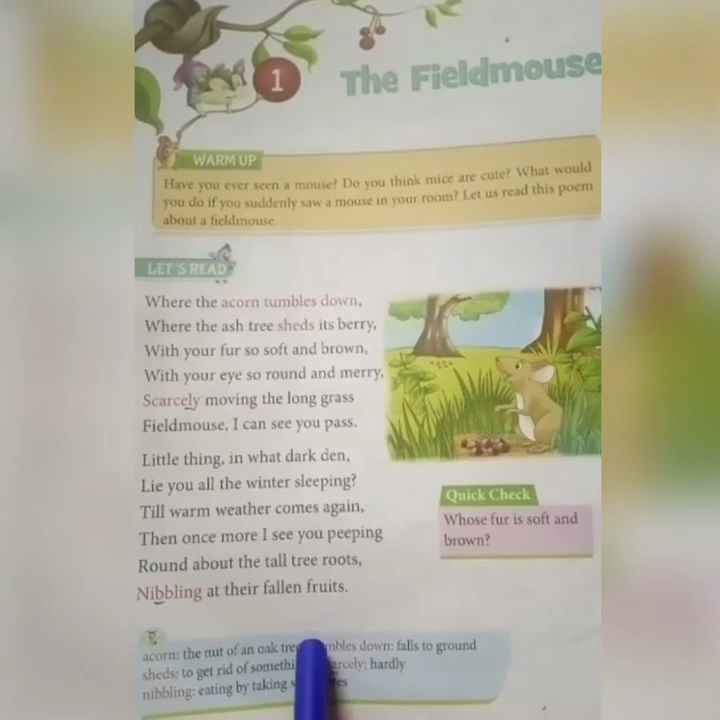 1
The Fieldmouse
WARM UP
Have you ever seen a mouse? Do you think mice are cute? What would
you do if you suddenly saw a mouse in your room? Let us read this poem
about a fieldmouse.
LET'S READ
Where the acorn tumbles down,
Where the ash tree sheds its berry,
With your fur so soft and brown,
With your eye so round and merry,
Scarcely moving the long grass
Fieldmouse, I can see you pass.
Little thing, in what dark den,
Lie you all the winter sleeping?
Till warm weather comes again,
Then once more I see you peeping
Round about the tall tree roots,
Nibbling at their fallen fruits.
Quick Check
Whose fur is soft and
brown?
acorn: the nut of an oak down: falls to ground
sheds: to get rid of hardly
nibbling: eating by taking